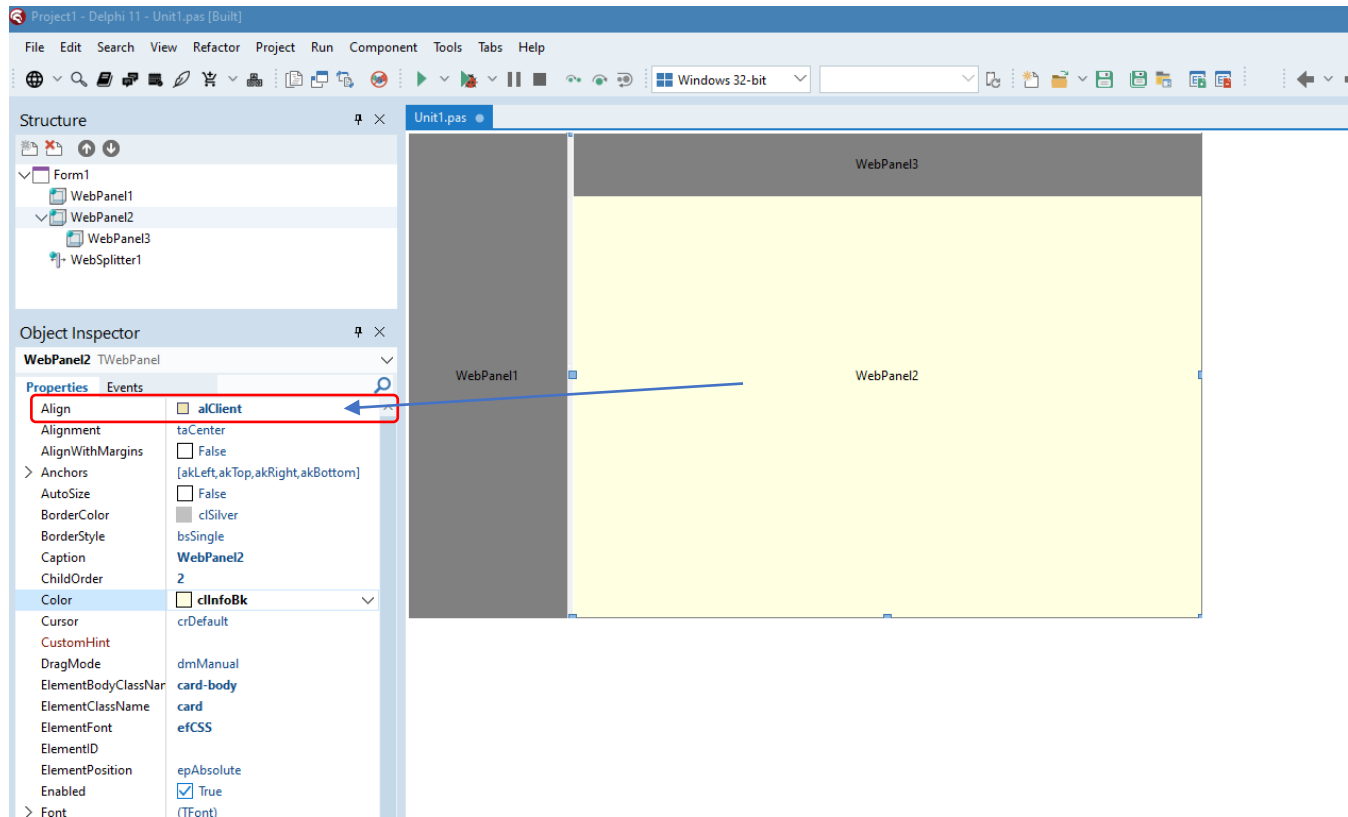 Project1 - Delphi 11 - Unit1.pas [Built]
File Edit Search View Refactor Project Run Component Tools Tabs Help
Windows 32-bit
Structure
Unit1.pas
Form1
WebPanel1
WebPanel2
WebPanel3
WebSplitter1
WebPanel3
WebPanel1
WebPanel2
Object Inspector
WebPanel2 TWebPanel
Properties Events
Align alClient
Alignment taCenter
AlignWithMargins False
Anchors [akLeft,akTop,akRight,akBottom]
AutoSize False
BorderColor clSilver
BorderStyle bsSingle
Caption WebPanel2
ChildOrder 2
Color clInfoBk
Cursor crDefault
CustomHint
DragMode dmManual
ElementBodyClassNar card-body
ElementClassName card
ElementFont efCSS
ElementID
ElementPosition epAbsolute
Enabled True
Font (TFont)